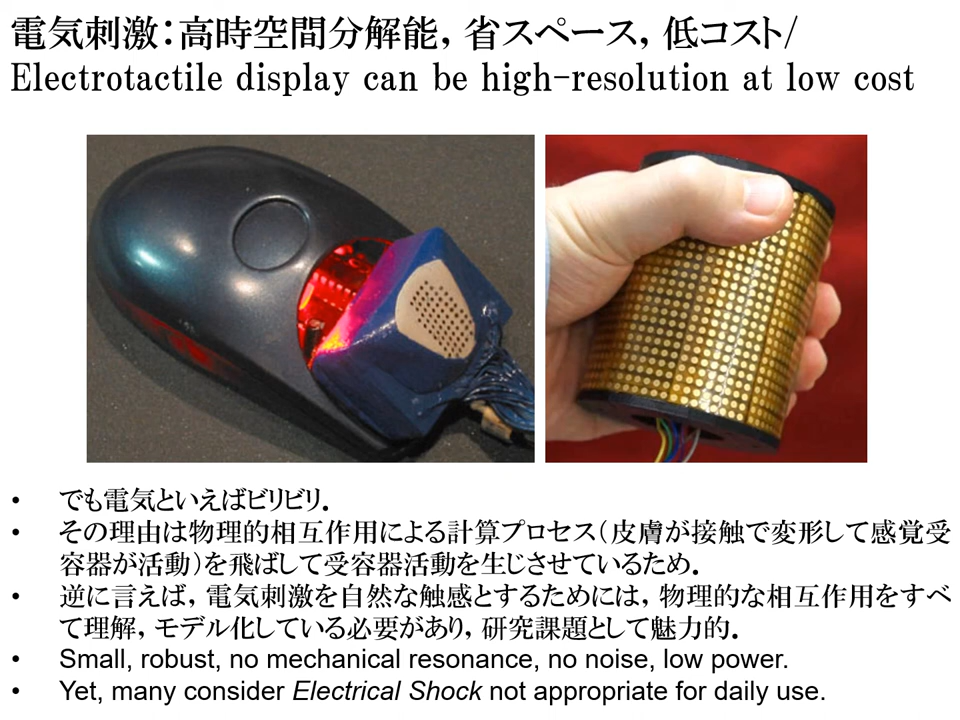 電気刺激：高時空間分解能, 省スペース, 低コスト/
Electrotactile display can be high-resolution at low cost
• でも電気といえばビリビリ.
• その理由は物理的相互作用による計算プロセス（皮膚が接触で変形して感覚受
容器が活動）を飛ばして受容器活動を生じさせているため.
• 逆に言えば, 電気刺激を自然な触感とするためには, 物理的な相互作用をすべ
て理解, モデル化している必要があり, 研究課題として魅力的.
• Small, robust, no mechanical resonance, no noise, low power.
• Yet, many consider Electrical Shock not appropriate for daily use.